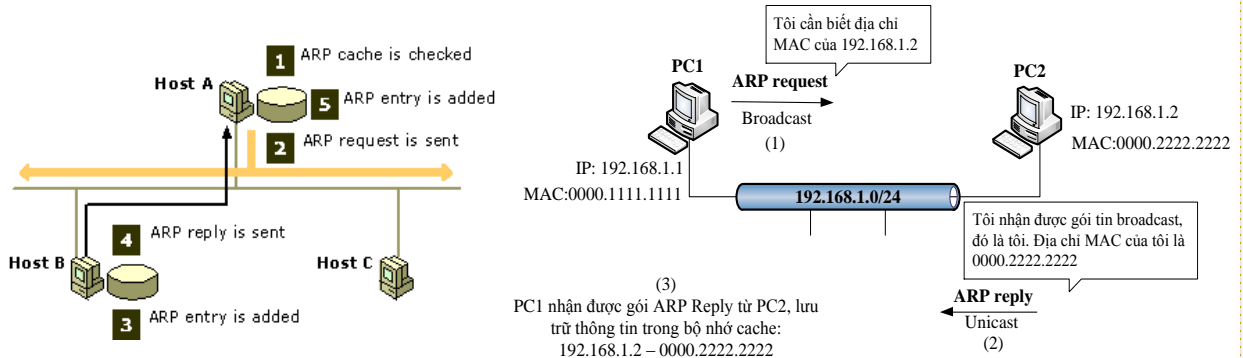 1 ARP cache is checked
Host A
5 ARP entry is added
2 ARP request is sent
4 ARP reply is sent
Host B
Host C
3 ARP entry is added
Tôi cần biết địa chỉ
MAC của 192.168.1.2
PC1
ARP request
Broadcast
(1)
PC2
IP: 192.168.1.2
MAC:0000.2222.2222
IP: 192.168.1.1
MAC:0000.1111.1111
192.168.1.0/24
Tôi nhận được gói tin broadcast,
đó là tôi. Địa chỉ MAC của tôi là
0000.2222.2222
(3)
PC1 nhận được gói ARP Reply từ PC2, lưu
trữ thông tin trong bộ nhớ cache:
192.168.1.2 – 0000.2222.2222
ARP reply
Unicast
(2)